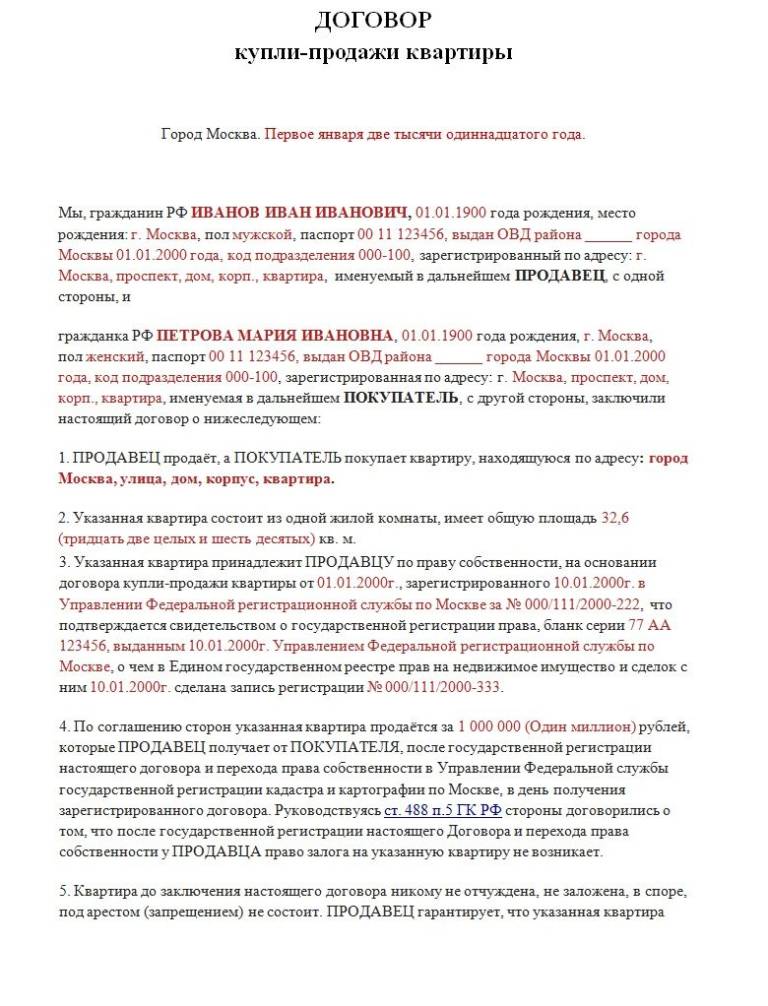 ДОГОВОР
купли-продажи квартиры
Город Москва. Первое января две тысячи одиннадцатого года.
Мы, гражданин РФ ИВАНОВ ИВАН ИВАНОВИЧ, 01.01.1900 года рождения, место
рождения: г. Москва, пол мужской, паспорт 00 11 123456, выдан ОВД района ______ города
Москвы 01.01.2000 года, код подразделения 000-100, зарегистрированный по адресу: г.
Москва, проспект, дом, корп., квартира, именуемый в дальнейшем ПРОДАВЕЦ, с одной
стороны, и
гражданка РФ ПЕТРОВА МАРИЯ ИВАНОВНА, 01.01.1900 года рождения, г. Москва,
пол женский, паспорт 00 11 123456, выдан ОВД района ______ города Москвы 01.01.2000
года, код подразделения 000-100, зарегистрированная по адресу: г. Москва, проспект, дом,
корп., квартира, именуемая в дальнейшем ПОКУПАТЕЛЬ, с другой стороны, заключили
настоящий договор о нижеследующем:
1. ПРОДАВЕЦ продаёт, а ПОКУПАТЕЛЬ покупает квартиру, находящуюся по адресу: город
Москва, улица, дом, корпус, квартира.
2. Указанная квартира состоит из одной жилой комнаты, имеет общую площадь 32,6
(тридцать две целых и шесть десятых) кв. м.
3. Указанная квартира принадлежит ПРОДАВЦУ по праву собственности, на основании
договора купли-продажи квартиры от 01.01.2000г., зарегистрированного 10.01.2000г. в
Управлении Федеральной регистрационной службы по Москве за № 000/111/2000-222, что
подтверждается свидетельством о государственной регистрации права, бланк серии 77 АА
123456, выданным 10.01.2000г. Управлением Федеральной регистрационной службы по
Москве, о чем в Едином государственном реестре прав на недвижимое имущество и сделок с
ним 10.01.2000г. сделана запись регистрации № 000/111/2000-333.
4. По соглашению сторон указанная квартира продаётся за 1 000 000 (Один миллион) рублей,
которые ПРОДАВЕЦ получает от ПОКУПАТЕЛЯ, после государственной регистрации
настоящего договора и перехода права собственности в Управлении Федеральной службы
государственной регистрации кадастра и картографии по Москве, в день получения
зарегистрированного договора. Руководствуясь ст. 488 п.5 ГК РФ стороны договорились о
том, что после государственной регистрации настоящего Договора и перехода права
собственности у ПРОДАВЦА право залога на указанную квартиру не возникает.
5. Квартира до заключения настоящего договора никому не отчуждена, не заложена, в споре,
под арестом (запрещением) не состоит. ПРОДАВЕЦ гарантирует, что указанная квартира